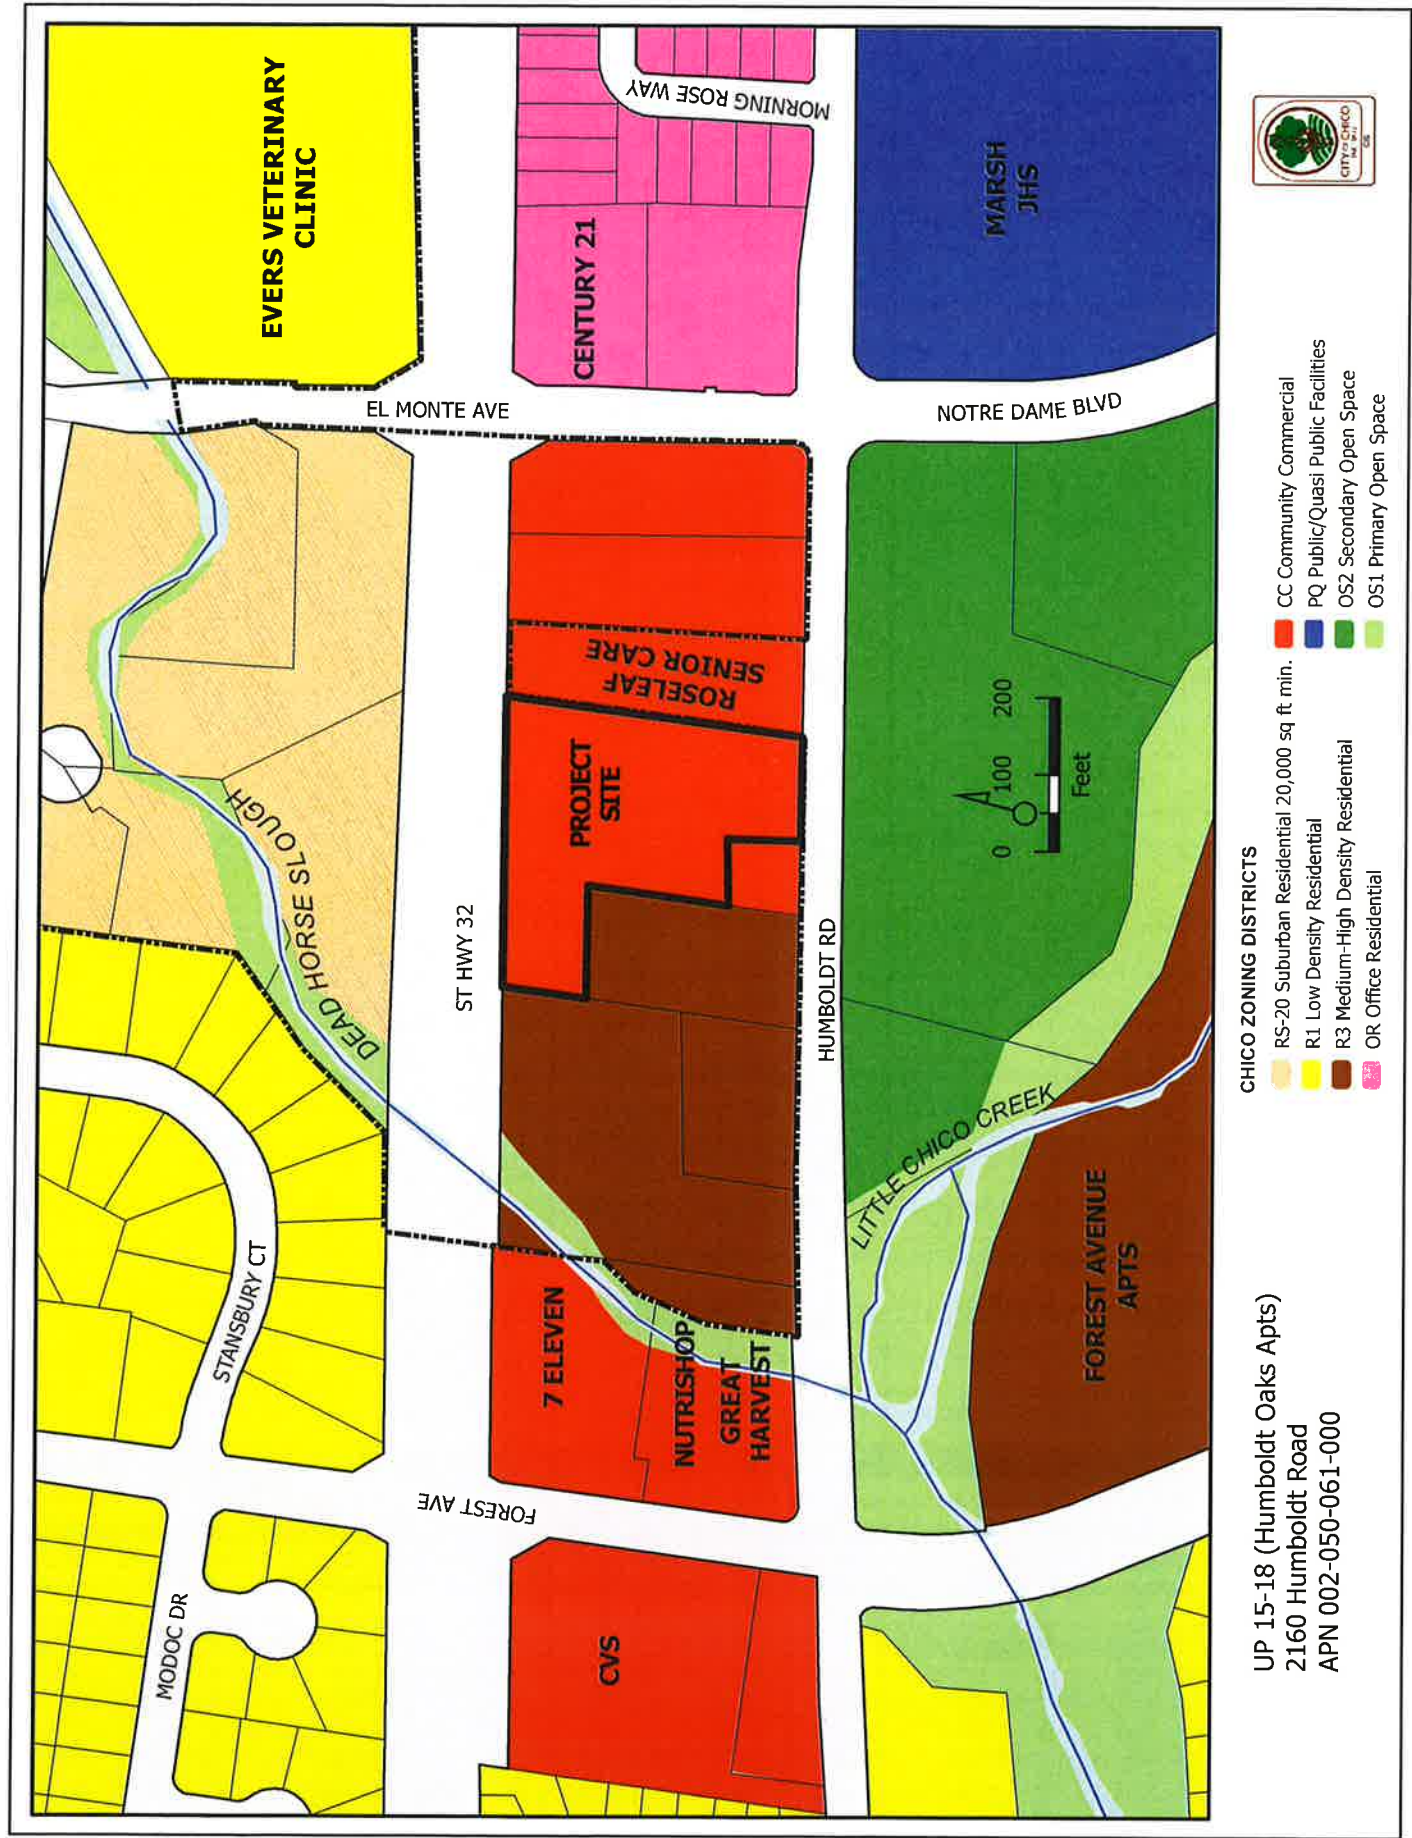 EVERS VETERINARY
CLINIC
MORNING ROSE WAY
CENTURY 21
MARSH
JHS
EL MONTE AVE
NOTRE DAME BLVD
ROSELEAF
SENIOR CARE
PROJECT
SITE
DEAD HORSE SLOUGH
ST HWY 32
HUMBOLDT RD
0 100 200
Feet
LITTLE CHICO CREEK
STANSBURY CT
7 ELEVEN
NUTRISHOP
GREAT
HARVEST
FOREST AVENUE
APTS
FOREST AVE
MODOC DR
CVS
UP 15-18 (Humboldt Oaks Apts)
2160 Humboldt Road
APN 002-050-061-000
CHICO ZONING DISTRICTS
RS-20 Suburban Residential 20,000 sq ft min.
R1 Low Density Residential
R3 Medium-High Density Residential
OR Office Residential
CC Community Commercial
PQ Public/Quasi Public Facilities
OS2 Secondary Open Space
OS1 Primary Open Space
CITY OF CHICO